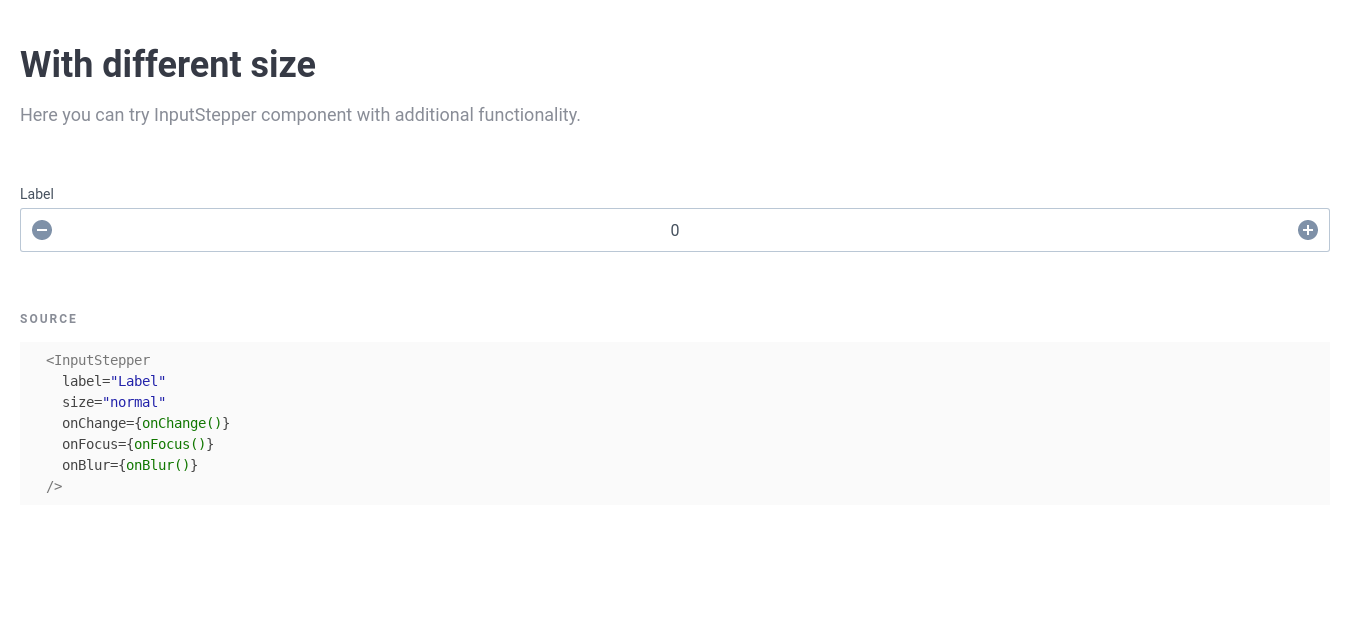 With different size
Here you can try InputStepper component with additional functionality.
Label
0
SOURCE
<InputStepper
label="Label"
size="normal"
onChange={onChange()}
onFocus={onFocus()}
onBlur={onBlur()}
/>